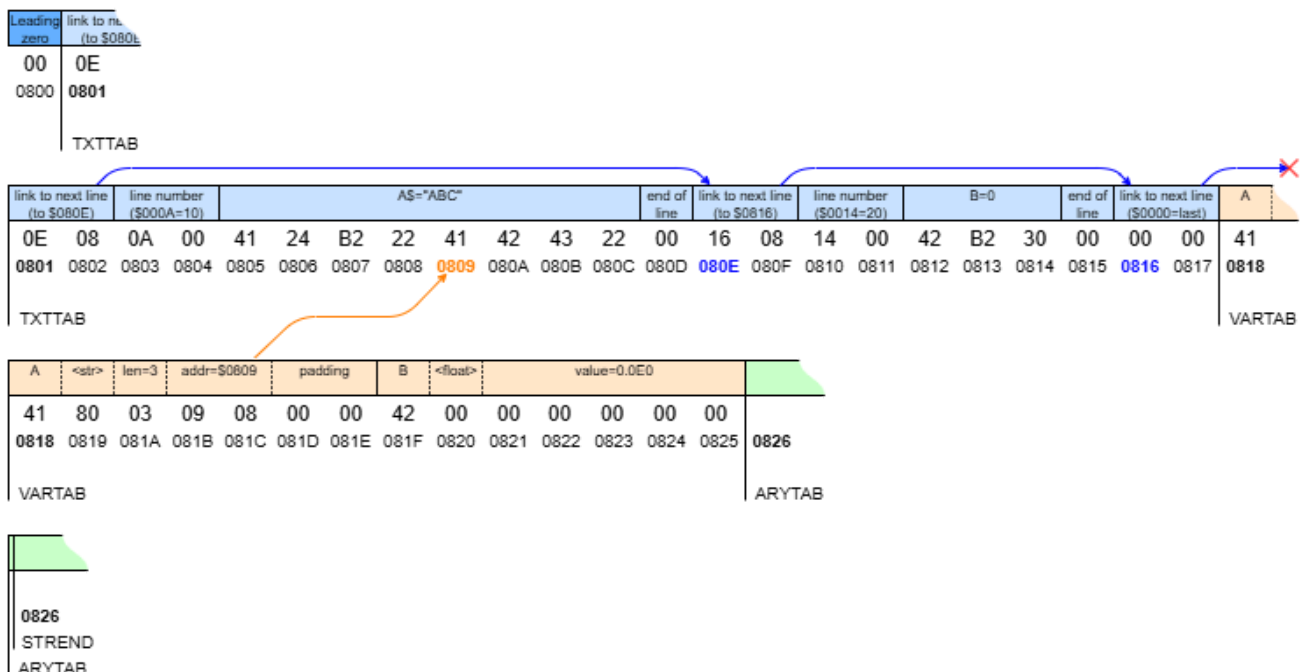 Leading link to
zero (to $080E
00 0E
0800 0801
TXTTAB
link to next line line number A$="ABC" end of link to next line line number B=0 end of link to next line A
(to $080E) ($000A=10) line (to $0816) ($0014=20) line ($0000=last)
0E 08 0A 00 41 24 B2 22 41 42 43 22 00 16 08 14 00 42 B2 30 00 00 00 41
0801 0802 0803 0804 0805 0806 0807 0808 0809 080A 080B 080C 080D 080E 080F 0810 0811 0812 0813 0814 0815 0816 0817 0818
TXTTAB VARTAB
A <str> len=3 addr=$0809 padding B <float> value=0.0E0
41 80 03 09 08 00 00 42 00 00 00 00 00 00
0818 0819 081A 081B 081C 081D 081E 081F 0820 0821 0822 0823 0824 0825 0826
VARTAB ARYTAB
0826
STREND
ARYTAB